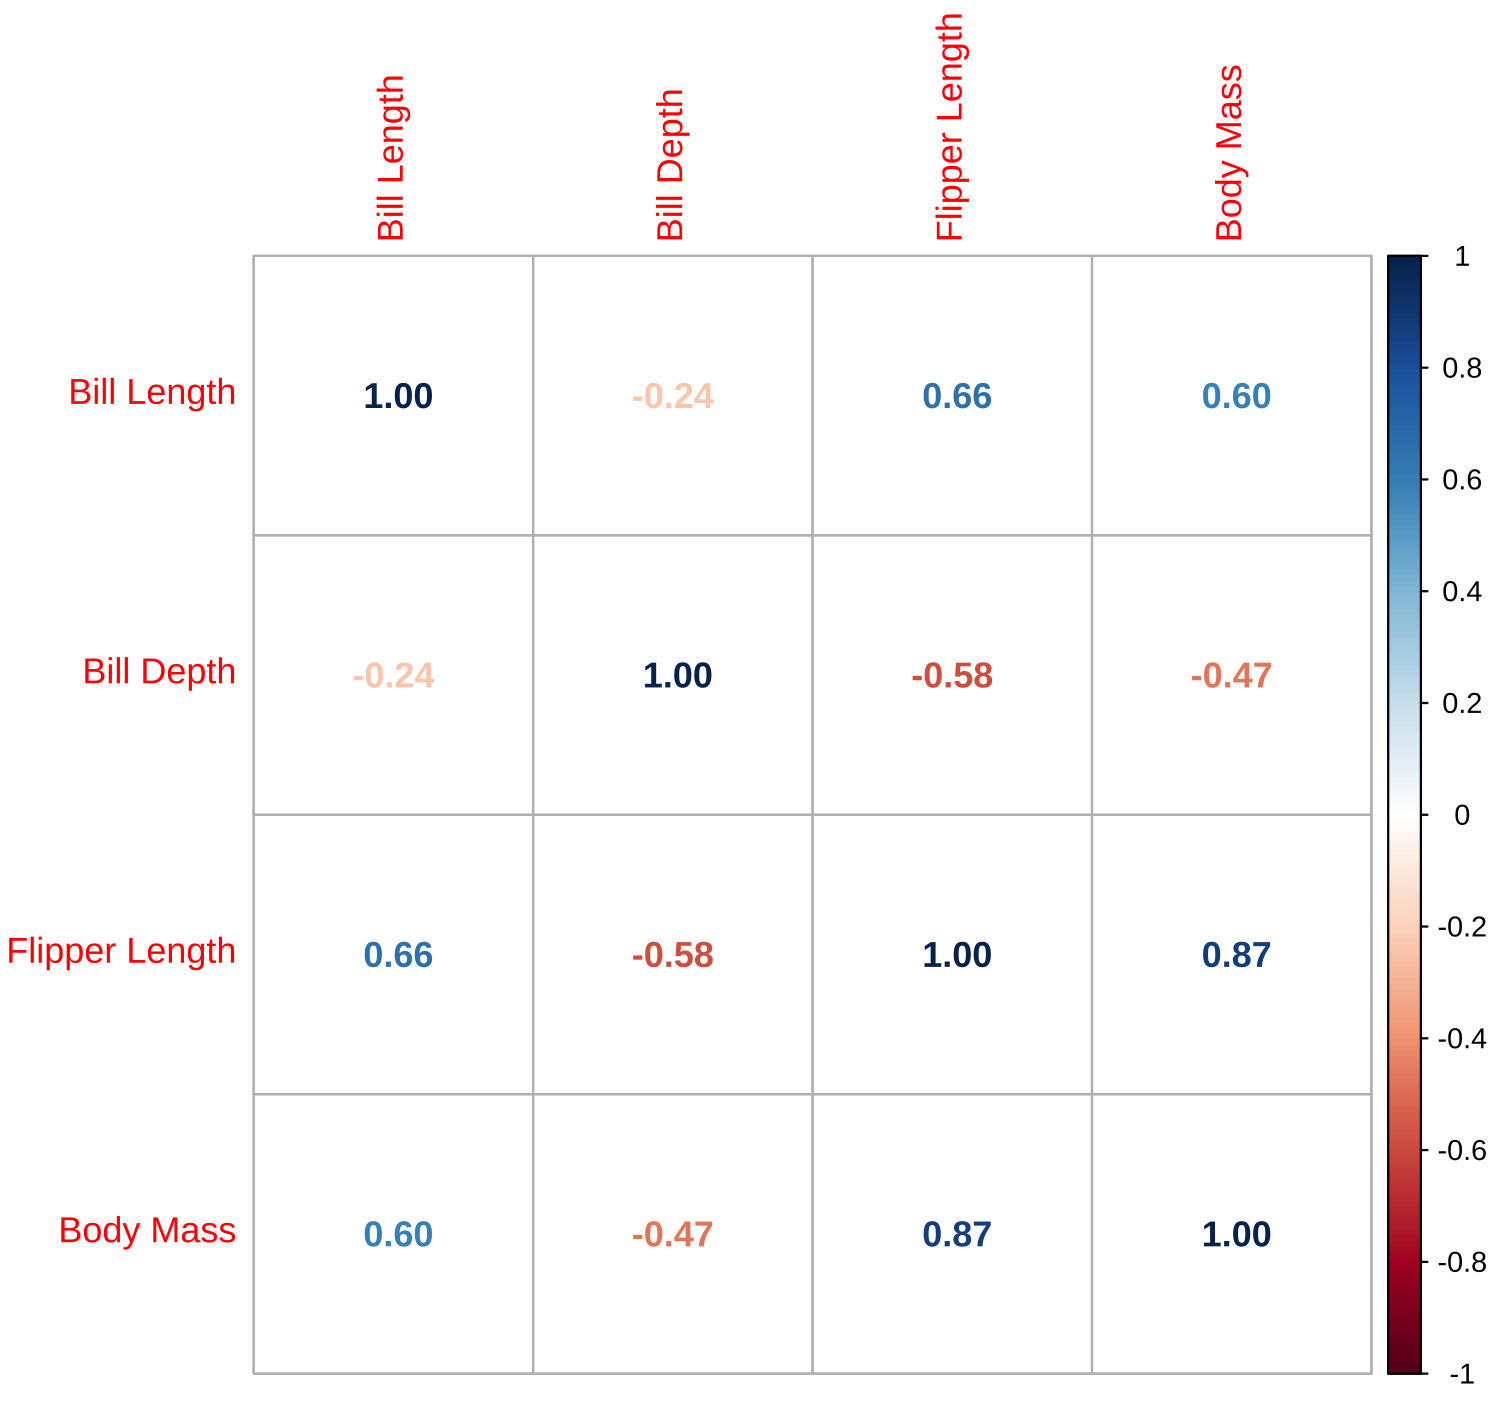 Bill Length
Bill Depth
Flipper Length
Body Mass
Bill Length 1.00 -0.24 0.66 0.60
Bill Depth -0.24 1.00 -0.58 -0.47
Flipper Length 0.66 -0.58 1.00 0.87
Body Mass 0.60 -0.47 0.87 1.00
1
0.8
0.6
0.4
0.2
0
-0.2
-0.4
-0.6
-0.8
-1